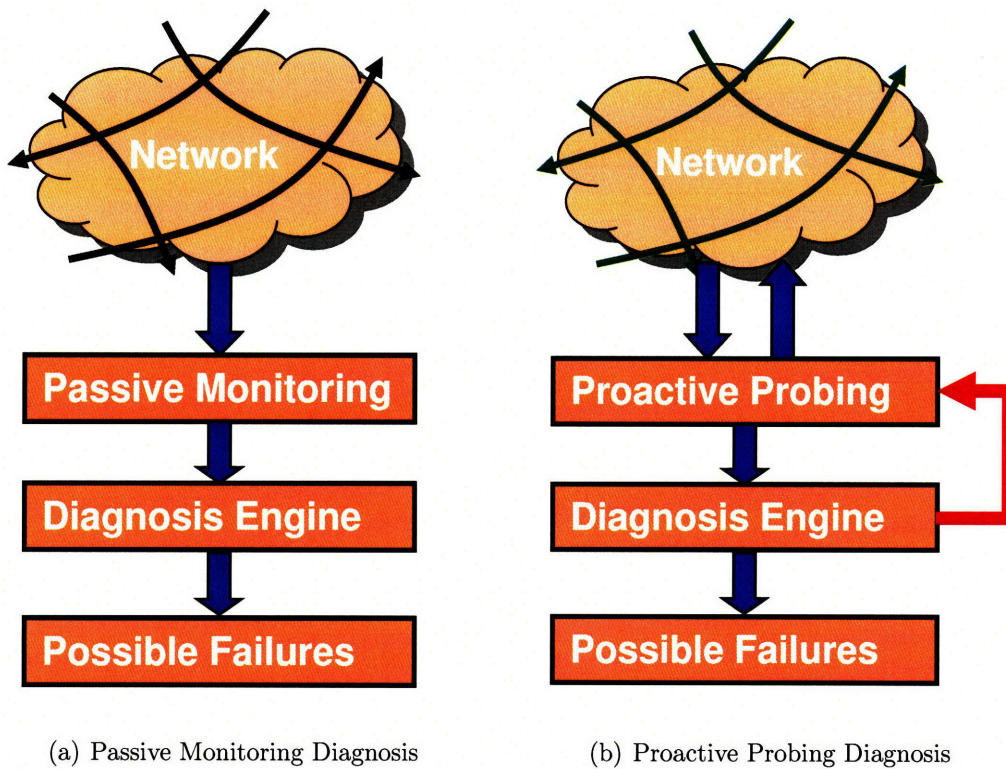 Network
Passive Monitoring
Diagnosis Engine
Possible Failures
(a) Passive Monitoring Diagnosis
Network
Proactive Probing
Diagnosis Engine
Possible Failures
(b) Proactive Probing Diagnosis